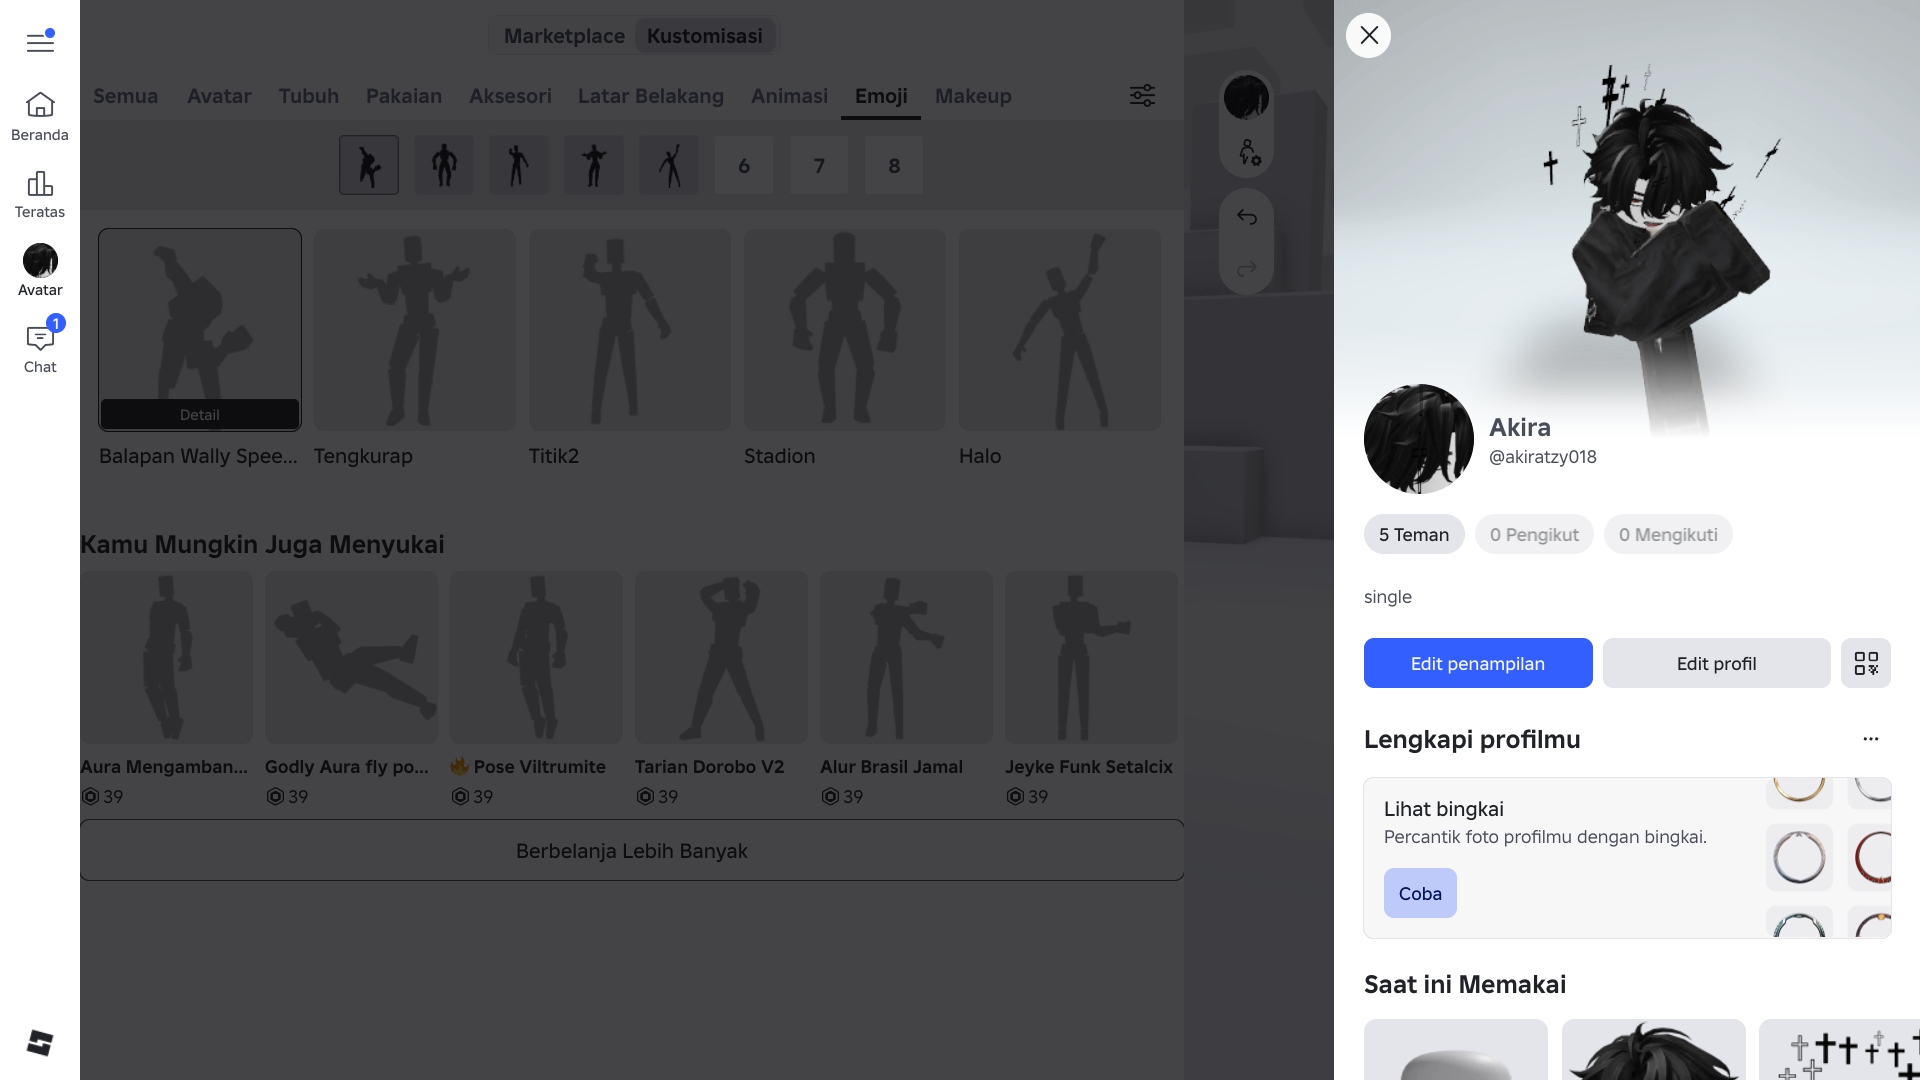 Marketplace
Kustomisasi
Semua
Avatar
Tubuh
Pakaian
Aksesori
Latar Belakang
Animasi
Emoji
Makeup
6
7
8
Beranda
Teratas
Avatar
1
Chat
Detail
Balapan Wally Spee...
Tengkurap
Titik2
Stadion
Halo
Kamu Mungkin Juga Menyukai
Aura Mengamban...
39
Godly Aura fly po...
39
🔥 Pose Viltrumite
39
Tarian Dorobo V2
39
Alur Brasil Jamal
39
Jeyke Funk Setalcix
39
Berbelanja Lebih Banyak
Akira
@akiratzy018
5 Teman
0 Pengikut
0 Mengikuti
single
Edit penampilan
Edit profil
Lengkapi profilmu
Lihat bingkai
Percantik foto profilmu dengan bingkai.
Coba
Saat ini Memakai